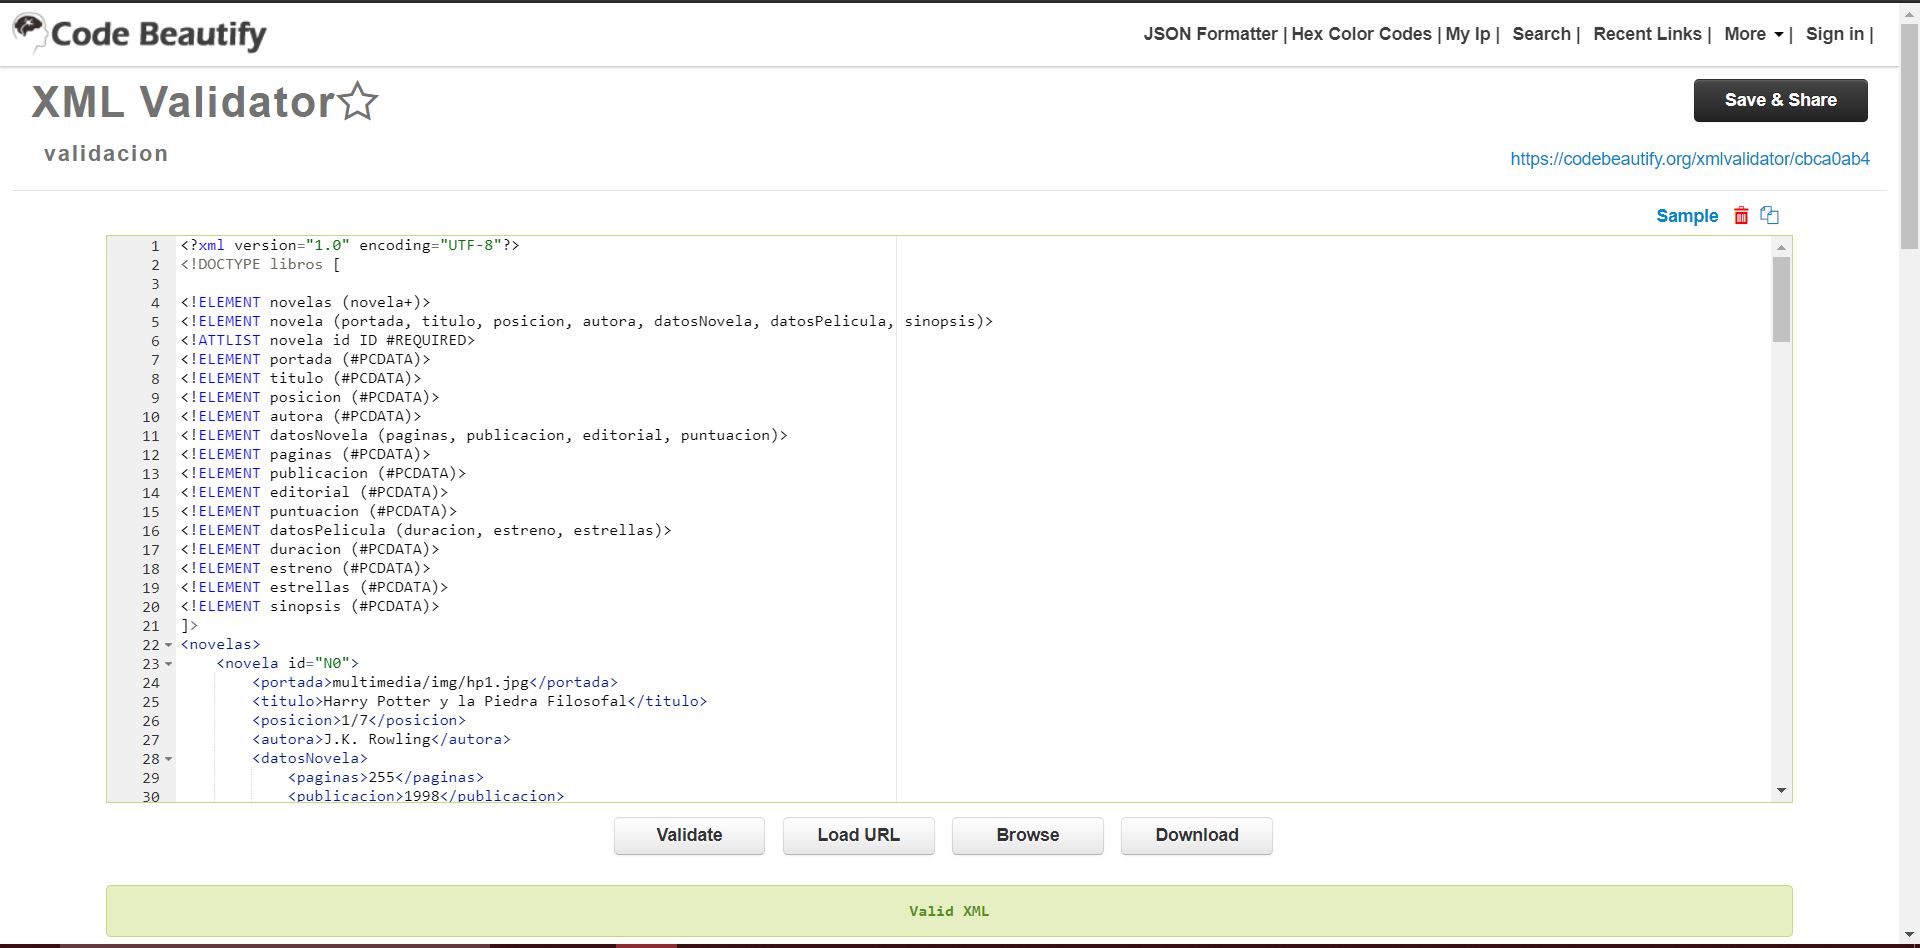 Code Beautify
JSON Formatter | Hex Color Codes | My Ip | Search | Recent Links | More | Sign in |
XML Validator
Save & Share
validacion
https://codebeautify.org/xmlvalidator/cbca0ab4
Sample
1 <?xml version="1.0" encoding="UTF-8"?>
2 <!DOCTYPE libros [
3
4 <!ELEMENT novelas (novela+)>
5 <!ELEMENT novela (portada, titulo, posicion, autora, datosNovela, datosPelicula, sinopsis)>
6 <!ATTLIST novela id ID #REQUIRED>
7 <!ELEMENT portada (#PCDATA)>
8 <!ELEMENT titulo (#PCDATA)>
9 <!ELEMENT posicion (#PCDATA)>
10 <!ELEMENT autora (#PCDATA)>
11 <!ELEMENT datosNovela (paginas, publicacion, editorial, puntuacion)>
12 <!ELEMENT paginas (#PCDATA)>
13 <!ELEMENT publicacion (#PCDATA)>
14 <!ELEMENT editorial (#PCDATA)>
15 <!ELEMENT puntuacion (#PCDATA)>
16 <!ELEMENT datosPelicula (duracion, estreno, estrellas)>
17 <!ELEMENT duracion (#PCDATA)>
18 <!ELEMENT estreno (#PCDATA)>
19 <!ELEMENT estrellas (#PCDATA)>
20 <!ELEMENT sinopsis (#PCDATA)>
21 ]>
22 <novelas>
23 <novela id="N0">
24 <portada>multimedia/img/hp1.jpg</portada>
25 <titulo>Harry Potter y la Piedra Filosofal</titulo>
26 <posicion>1/7</posicion>
27 <autora>J.K. Rowling</autora>
28 <datosNovela>
29 <paginas>255</paginas>
30 <publicacion>1998</publicacion>
Validate
Load URL
Browse
Download
Valid XML